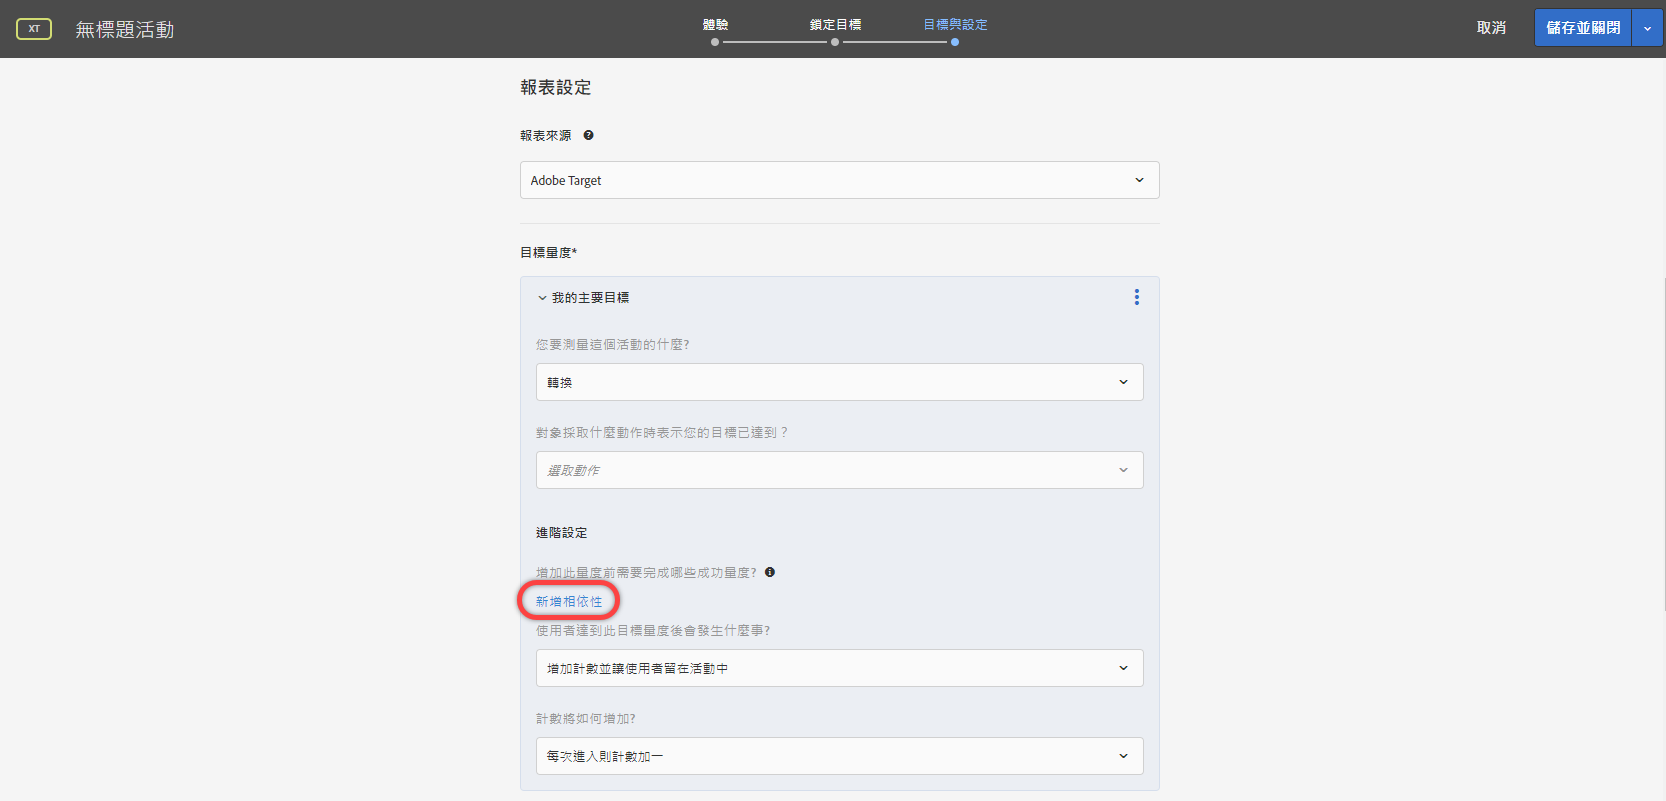 XT 無標題活動 體驗 鎖定目標 目標與設定 取消 儲存並關閉
報表設定
報表來源
Adobe Target
目標量度*
我的主要目標
您要測量這個活動的什麼?
轉換
對象採取什麼動作時表示您的目標已達到？
選取動作
進階設定
增加此量度前需要完成哪些成功量度?
新增相依性
使用者達到此目標量度後會發生什麼事?
增加計數並讓使用者留在活動中
計數將如何增加?
每次進入則計數加一